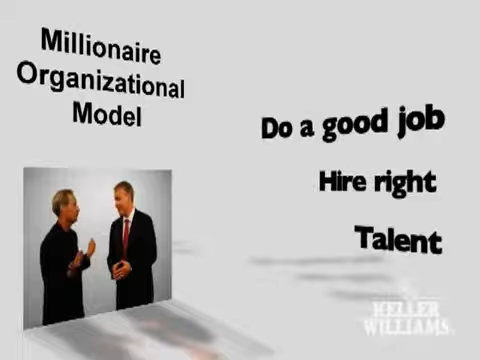 Millionaire
Organizational
Model
Do a good job
Hire right
Talent
KELLER
WILLIAMS